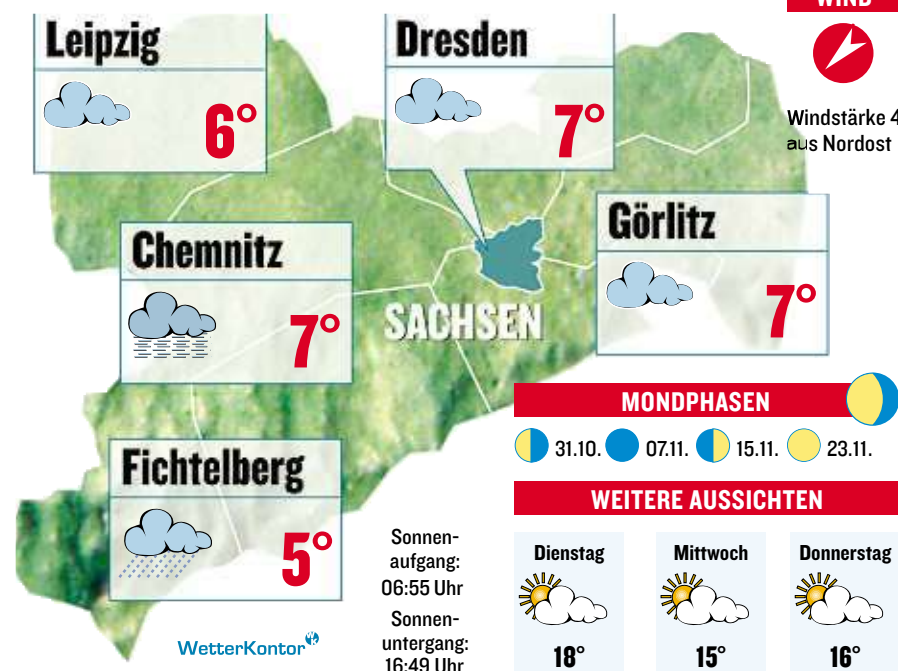 WIND
Leipzig
6°
Dresden
7°
Windstärke 4
aus Nordost
Chemnitz
7°
Görlitz
7°
SACHSEN
Fichtelberg
5°
MONDPHASEN
31.10. 07.11. 15.11. 23.11.
WEITERE AUSSICHTEN
Sonnen-
aufgang:
06:55 Uhr
Sonnen-
untergang:
16:49 Uhr
Dienstag
18°
Mittwoch
15°
Donnerstag
16°
WetterKontor